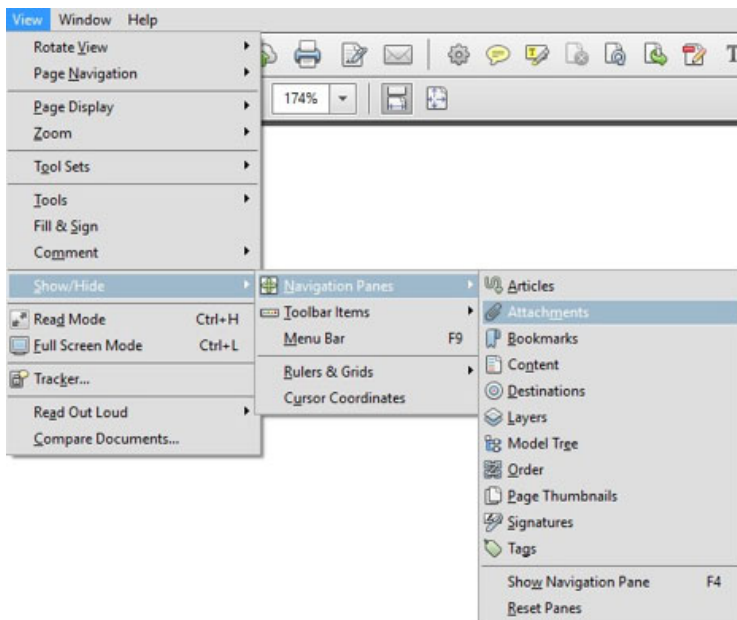 View Window Help
Rotate View
Page Navigation
174%
Page Display
Zoom
Tool Sets
Tools
Fill & Sign
Comment
Show/Hide
Read Mode Ctrl+H
Full Screen Mode Ctrl+L
Tracker...
Read Out Loud
Compare Documents...
Navigation Panes
Toolbar Items
Menu Bar F9
Rulers & Grids
Cursor Coordinates
Articles
Attachments
Bookmarks
Content
Destinations
Layers
Model Tree
Order
Page Thumbnails
Signatures
Tags
Show Navigation Pane F4
Reset Panes